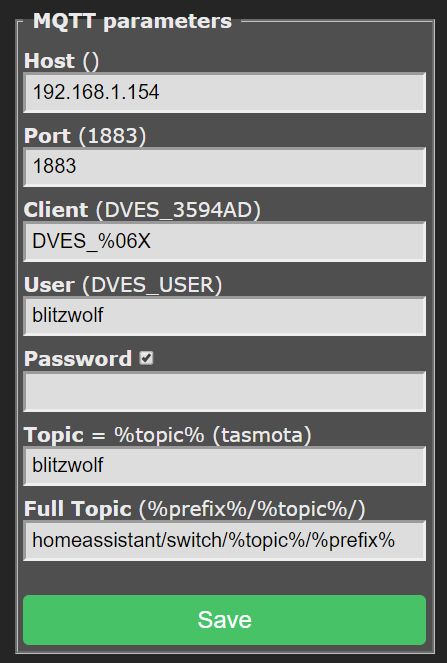 MQTT parameters
Host ()
192.168.1.154
Port (1883)
1883
Client (DVES_3594AD)
DVES_%06X
User (DVES_USER)
blitzwolf
Password
Topic = %topic% (tasmota)
blitzwolf
Full Topic (%prefix%/%topic%/)
homeassistant/switch/%topic%/%prefix%
Save